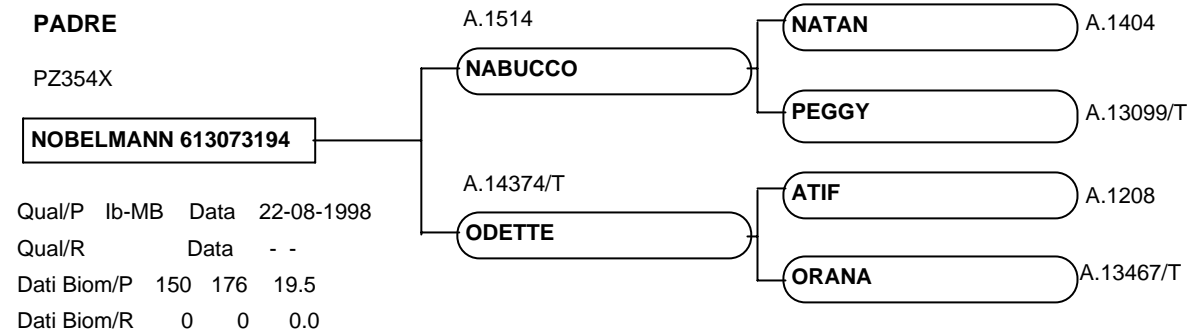 PADRE
PZ354X
NOBELMANN 613073194
Qual/P Ib-MB Data 22-08-1998
Qual/R Data - -
Dati Biom/P 150 176 19.5
Dati Biom/R 0 0 0.0
A.1514
NABUCCO
A.14374/T
ODETTE
NATAN A.1404
PEGGY A.13099/T
ATIF A.1208
ORANA A.13467/T